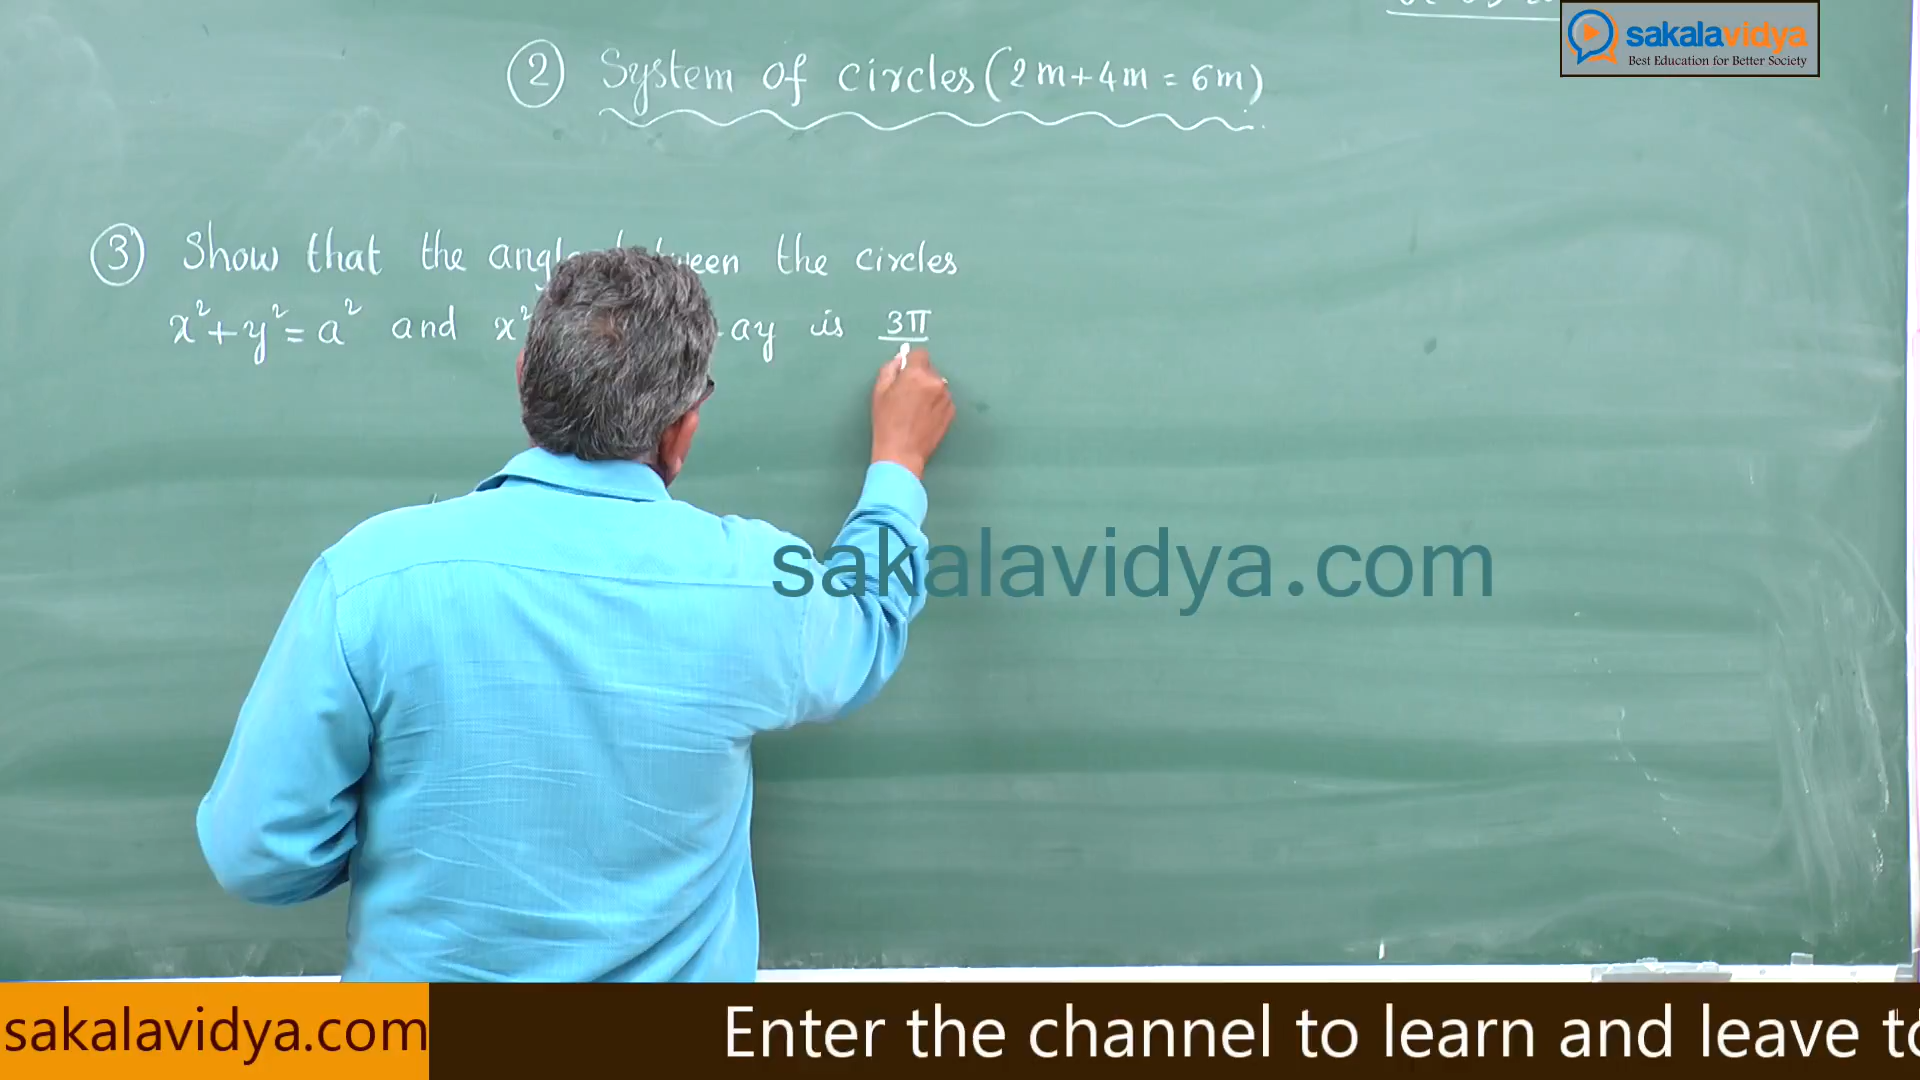 sakalavidya
Best Education for Better Society
② System of circles (2m+4m = 6m)
③ Show that the between the circles
x²+y²=a² and x² ay is 3π
sakalavidya.com
sakalavidya.com
Enter the channel to learn and leave